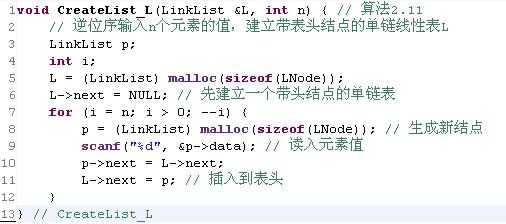 1 void CreateList_L(LinkList &L, int n) { // 算法2.11
2 // 逆位序输入n个元素的值，建立带表头结点的单链线性表L
3 LinkList p;
4 int i;
5 L = (LinkList) malloc(sizeof(LNode));
6 L->next = NULL; // 先建立一个带头结点的单链表
7 for (i = n; i > 0; --i) {
8 p = (LinkList) malloc(sizeof(LNode)); // 生成新结点
9 scanf("%d", &p->data); // 读入元素值
10 p->next = L->next;
11 L->next = p; // 插入到表头
12 }
13 } // CreateList_L